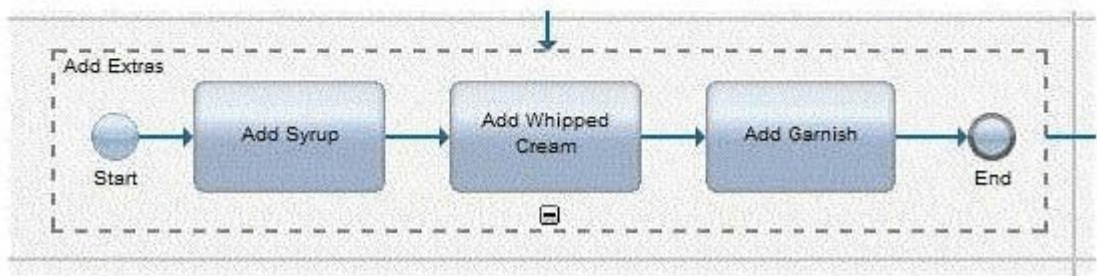 Add Extras
Add Syrup
Add Whipped
Cream
Add Garnish
Start
End